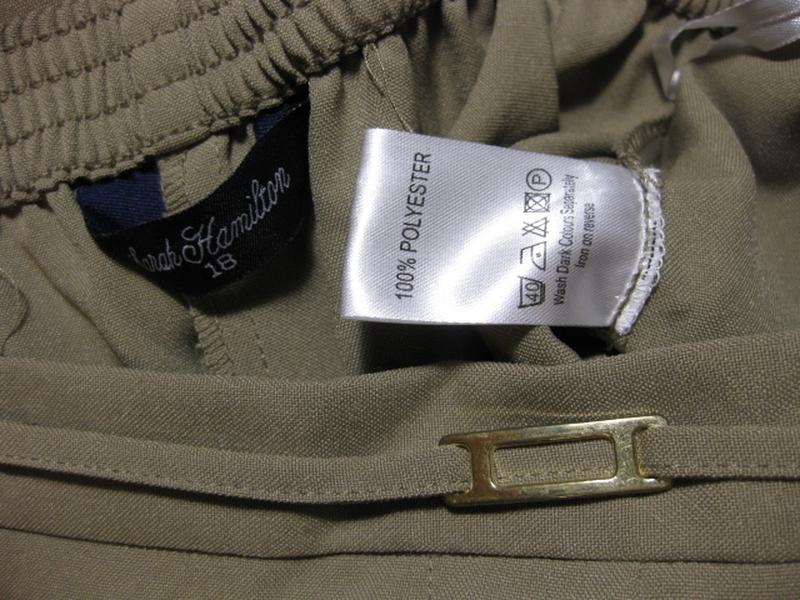 Sarah Hamilton
18
100% POLYESTER
40
P
Wash Dark Colours Separately
Iron on reverse